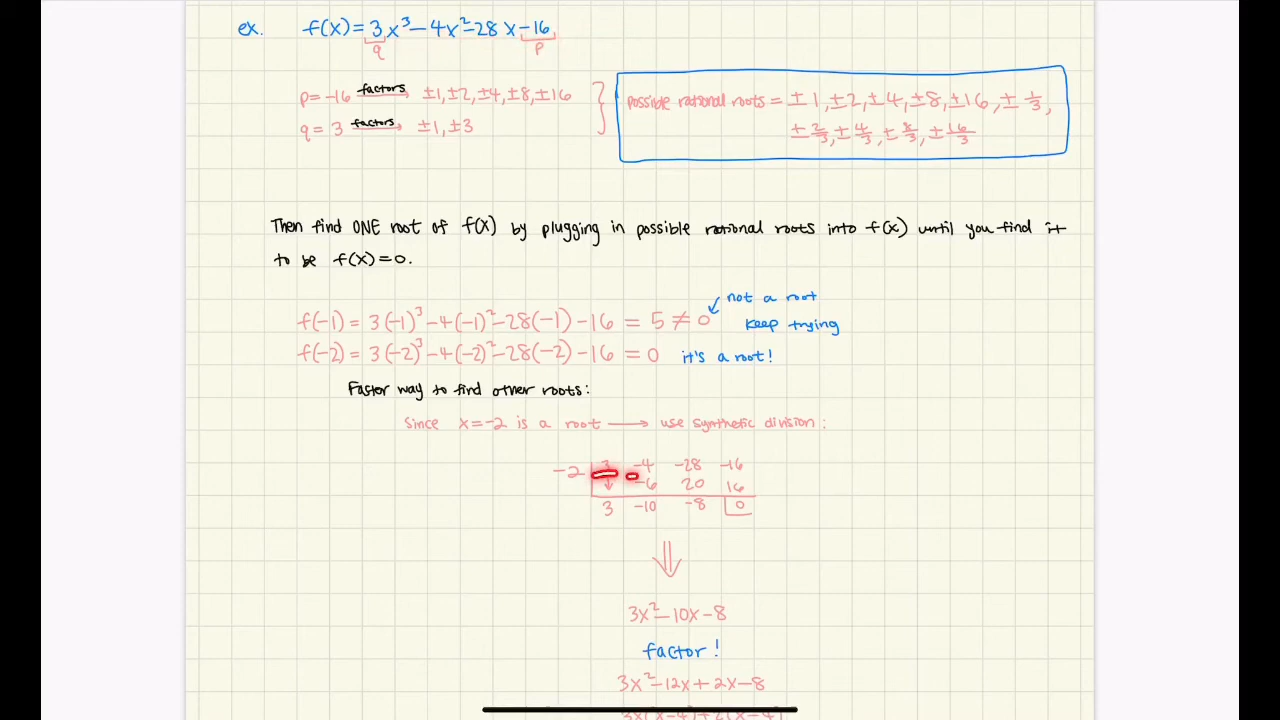 ex. f(x) = 3x³ - 4x² - 28x - 16
q p
p = -16 factors ±1, ±2, ±4, ±8, ±16
q = 3 factors ±1, ±3
possible rational roots = ±1, ±2, ±4, ±8, ±16, ± 1/3,
± 2/3, ± 4/3, ± 8/3, ± 16/3
Then find ONE root of f(x) by plugging in possible rational roots into f(x) until you find it
to be f(x) = 0.
not a root
f(-1) = 3(-1)³ - 4(-1)² - 28(-1) - 16 = 5 ≠ 0 keep trying
f(-2) = 3(-2)³ - 4(-2)² - 28(-2) - 16 = 0 it's a root!
Faster way to find other roots:
Since x = -2 is a root → use synthetic division:
-2 3 -4 -28 -16
↓ -6 20 16
3 -10 -8 0
⇓
3x² - 10x - 8
factor!
3x² - 12x + 2x - 8